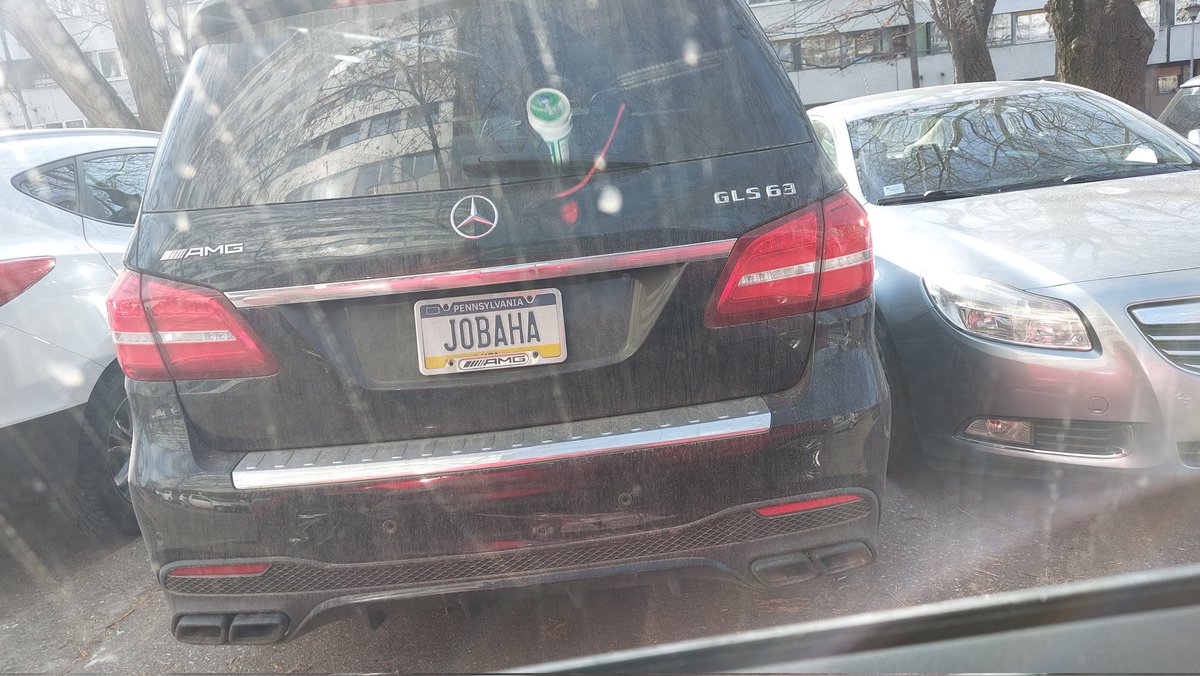 GLS 63
AMG
PENNSYLVANIA
JOBAHA
AMG